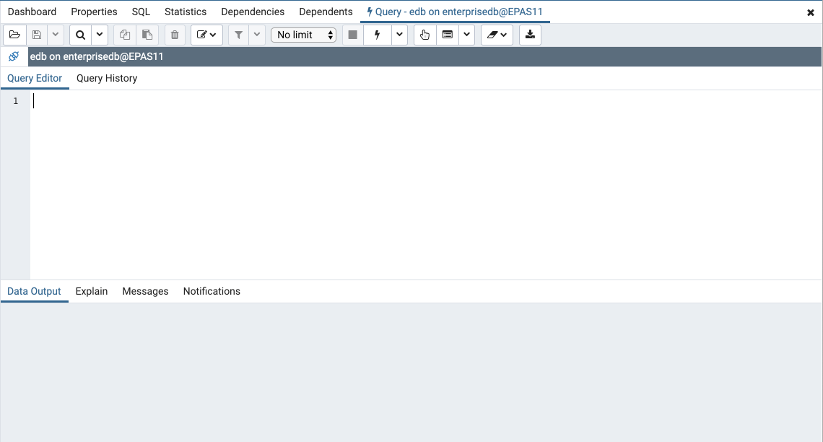 Dashboard Properties SQL Statistics Dependencies Dependents Query - edb on enterprisedb@EPAS11
No limit
edb on enterprisedb@EPAS11
Query Editor Query History
1
Data Output Explain Messages Notifications